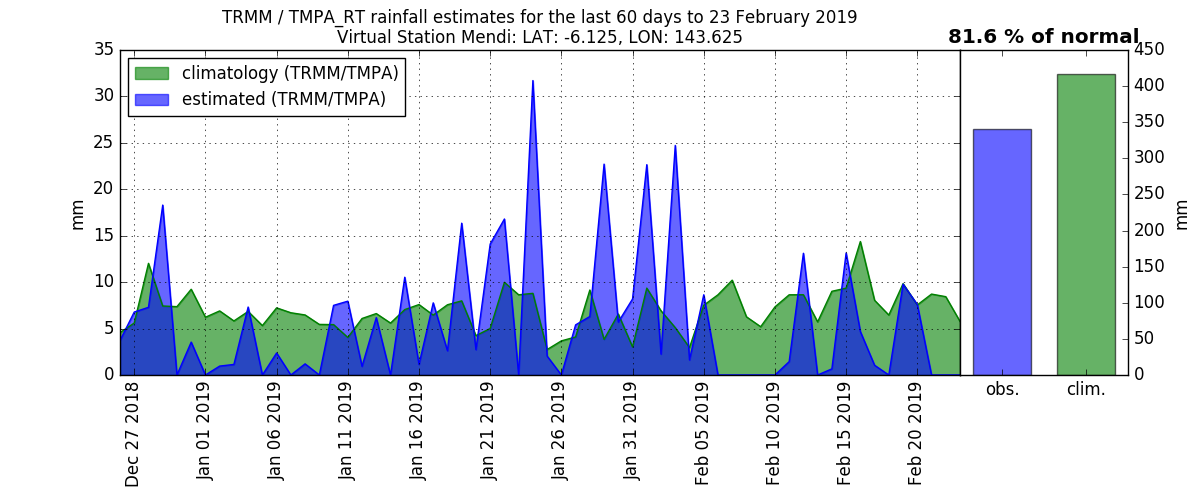 TRMM / TMPA_RT rainfall estimates for the last 60 days to 23 February 2019
Virtual Station Mendi: LAT: -6.125, LON: 143.625
81.6 % of normal
climatology (TRMM/TMPA)
estimated (TRMM/TMPA)
35
30
25
20
15
10
5
0
mm
Dec 27 2018
Jan 01 2019
Jan 06 2019
Jan 11 2019
Jan 16 2019
Jan 21 2019
Jan 26 2019
Jan 31 2019
Feb 05 2019
Feb 10 2019
Feb 15 2019
Feb 20 2019
450
400
350
300
250
200
150
100
50
0
mm
obs.
clim.